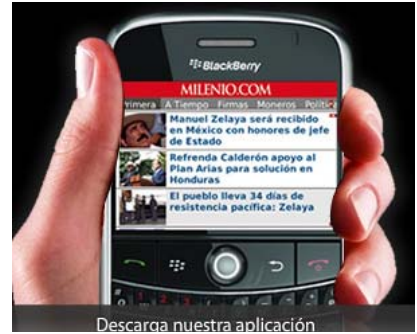 BlackBerry
MILENIO.COM
Primera A Tiempo Firmas Moneros Política
Manuel Zelaya será recibido
en México con honores de jefe
de Estado
Refrenda Calderón apoyo al
Plan Arias para solución en
Honduras
El pueblo lleva 34 días de
resistencia pacífica: Zelaya
Descarga nuestra aplicación